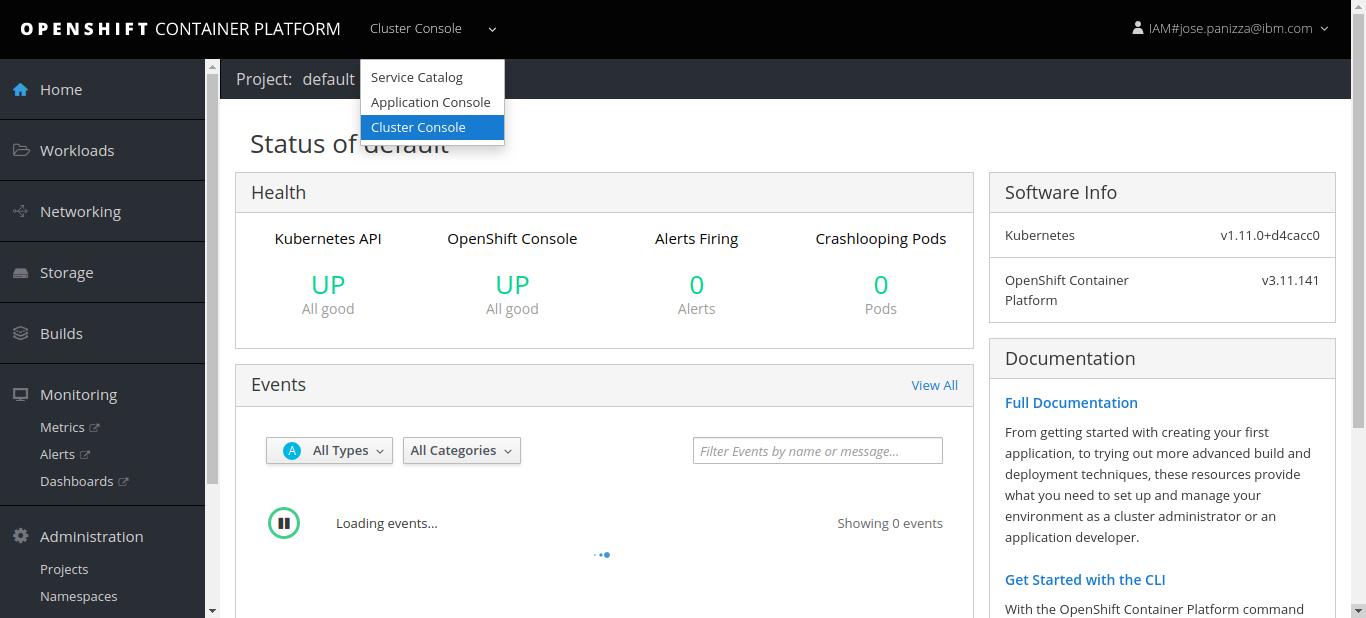 OPENSHIFT CONTAINER PLATFORM
Cluster Console
IAM#jose.panizza@ibm.com
Service Catalog
Application Console
Cluster Console
Home
Workloads
Networking
Storage
Builds
Monitoring
Metrics
Alerts
Dashboards
Administration
Projects
Namespaces
Project: default
Status of default
Health
Kubernetes API
OpenShift Console
Alerts Firing
Crashlooping Pods
UP
UP
0
0
All good
All good
Alerts
Pods
Events
View All
A All Types
All Categories
Filter Events by name or message...
Loading events...
Showing 0 events
Software Info
Kubernetes v1.11.0+d4cacc0
OpenShift Container v3.11.141
Platform
Documentation
Full Documentation
From getting started with creating your first
application, to trying out more advanced build and
deployment techniques, these resources provide
what you need to set up and manage your
environment as a cluster administrator or an
application developer.
Get Started with the CLI
With the OpenShift Container Platform command